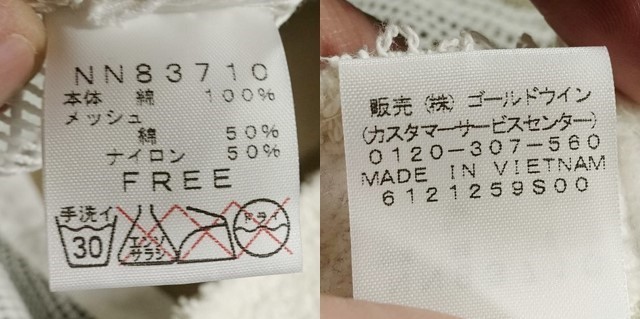 NN83710
本体 綿 100%
メッシュ
綿 50%
ナイロン 50%
FREE
手洗イ
30
エンソ
サラシ
ドライ
販売 (株) ゴールドウイン
(カスタマーサービスセンター)
0120-307-560
MADE IN VIETNAM
6121259S00